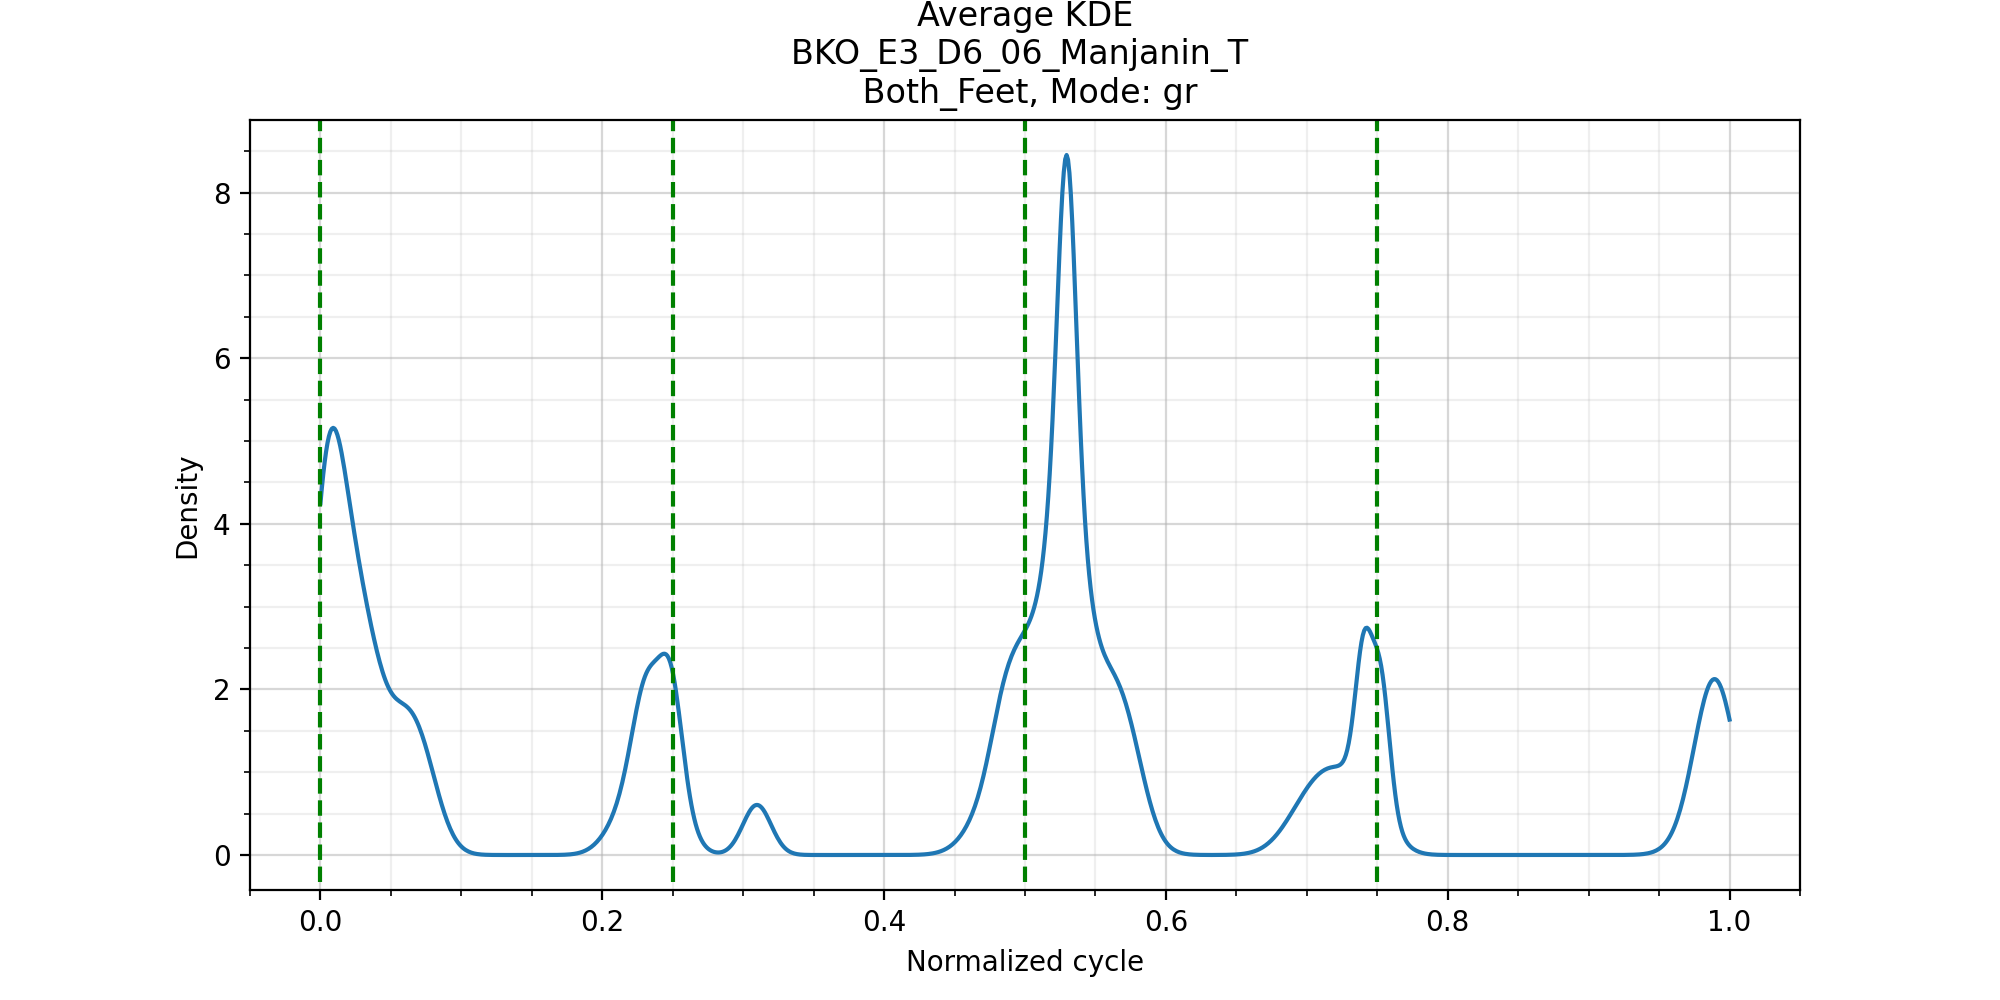 Average KDE
BKO_E3_D6_06_Manjanin_T
Both_Feet, Mode: gr
8
6
4
2
0
Density
0.0 0.2 0.4 0.6 0.8 1.0
Normalized cycle